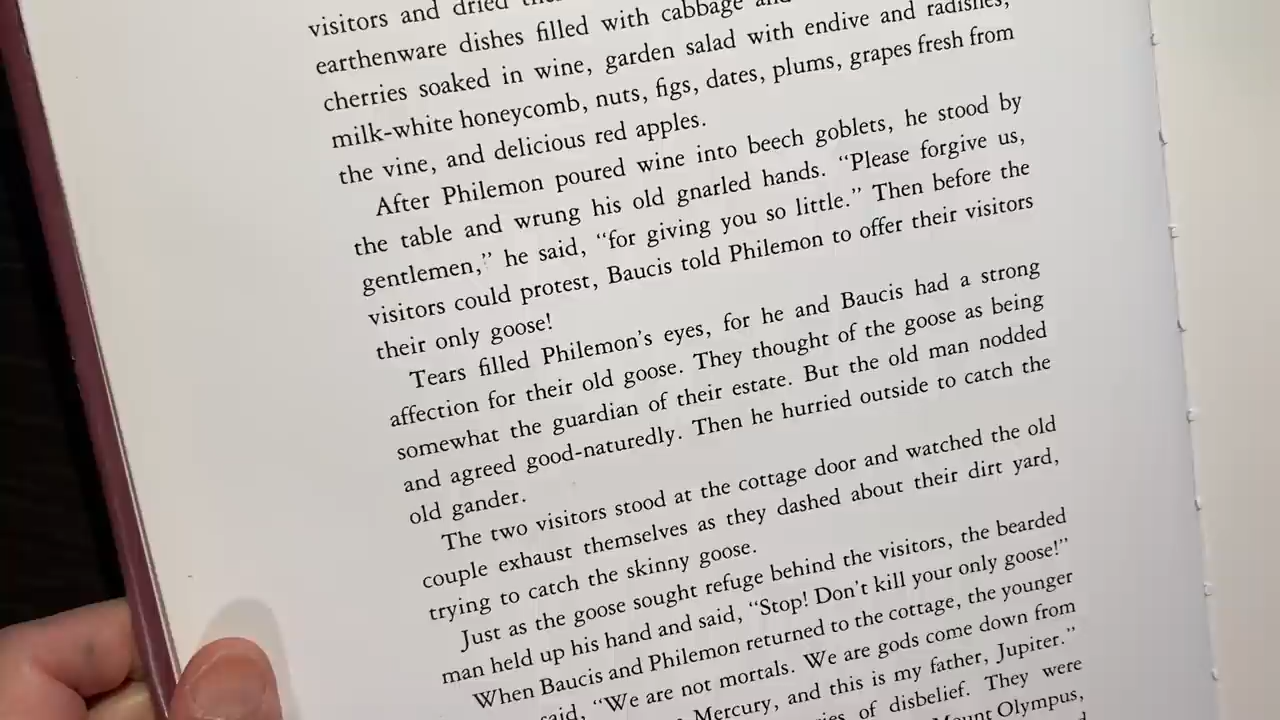 visitors and dried
earthenware dishes filled with cabbage
cherries soaked in wine, garden salad with endive and radishes,
milk-white honeycomb, nuts, figs, dates, plums, grapes fresh from
the vine, and delicious red apples.
After Philemon poured wine into beech goblets, he stood by
the table and wrung his old gnarled hands. “Please forgive us,
gentlemen,” he said, “for giving you so little.” Then before the
visitors could protest, Baucis told Philemon to offer their visitors
their only goose!
Tears filled Philemon’s eyes, for he and Baucis had a strong
affection for their old goose. They thought of the goose as being
somewhat the guardian of their estate. But the old man nodded
and agreed good-naturedly. Then he hurried outside to catch the
old gander.
The two visitors stood at the cottage door and watched the old
couple exhaust themselves as they dashed about their dirt yard,
trying to catch the skinny goose.
Just as the goose sought refuge behind the visitors, the bearded
man held up his hand and said, “Stop! Don’t kill your only goose!”
When Baucis and Philemon returned to the cottage, the younger
said, “We are not mortals. We are gods come down from
Mercury, and this is my father, Jupiter.”
of disbelief. They were
Mount Olympus,